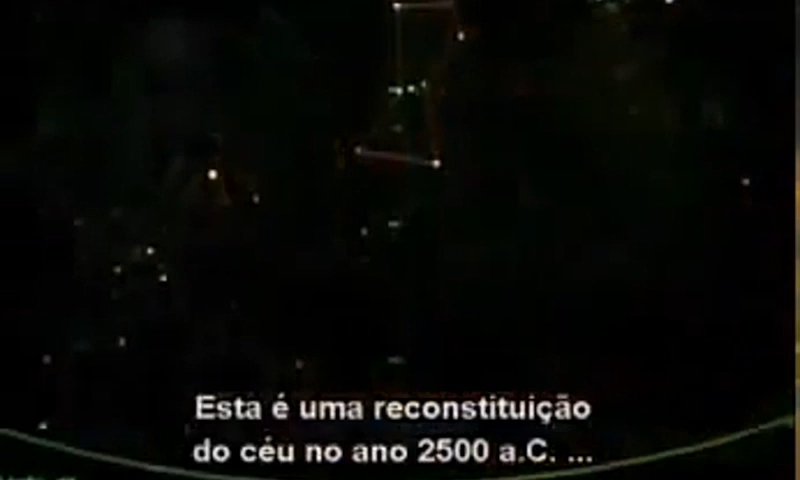 Esta é uma reconstituição
do céu no ano 2500 a.C. ...